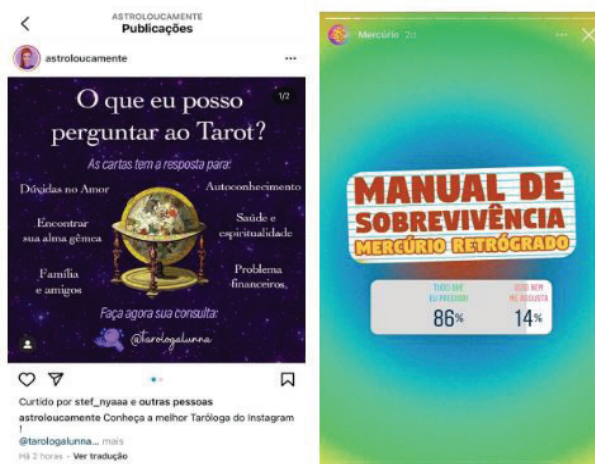 ASTROLOUCAMENTE
Publicações
astroloucamente
1/2
O que eu posso
perguntar ao Tarot?
As cartas tem a resposta para:
Dúvidas no Amor
Autoconhecimento
Encontrar
sua alma gêmea
Saúde e
espiritualidade
Família
e amigos
Problema
financeiros,
Faça agora sua consulta:
@tarologalunna
Curtido por stef_nyaaa e outras pessoas
astroloucamente Conheça a melhor Taróloga do Instagram
!
@tarologalunna... mais
Há 2 horas · Ver tradução
Mercúrio 2d
MANUAL DE
SOBREVIVÊNCIA
MERCÚRIO RETRÓGRADO
TUDO QUE
EU PRECISO!
ISSO NEM
ME ASSUSTA
86%
14%